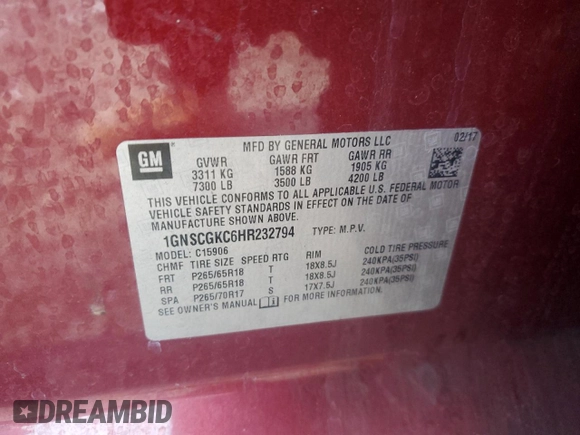 MFD BY GENERAL MOTORS LLC 02/17
GM
GVWR GAWR FRT GAWR RR
3311 KG 1588 KG 1905 KG
7300 LB 3500 LB 4200 LB
THIS VEHICLE CONFORMS TO ALL APPLICABLE U.S. FEDERAL MOTOR
VEHICLE SAFETY STANDARDS IN EFFECT ON THE DATE OF
MANUFACTURE SHOWN ABOVE.
1GNSCGKC6HR232794 TYPE: M.P.V.
MODEL: C15906
CHMF TIRE SIZE SPEED RTG RIM COLD TIRE PRESSURE
FRT P265/65R18 T 18X8.5J 240KPA(35PSI)
RR P265/65R18 T 18X8.5J 240KPA(35PSI)
SPA P265/70R17 S 17X7.5J 240KPA(35PSI)
SEE OWNER'S MANUAL FOR MORE INFORMATION.
DREAMBID